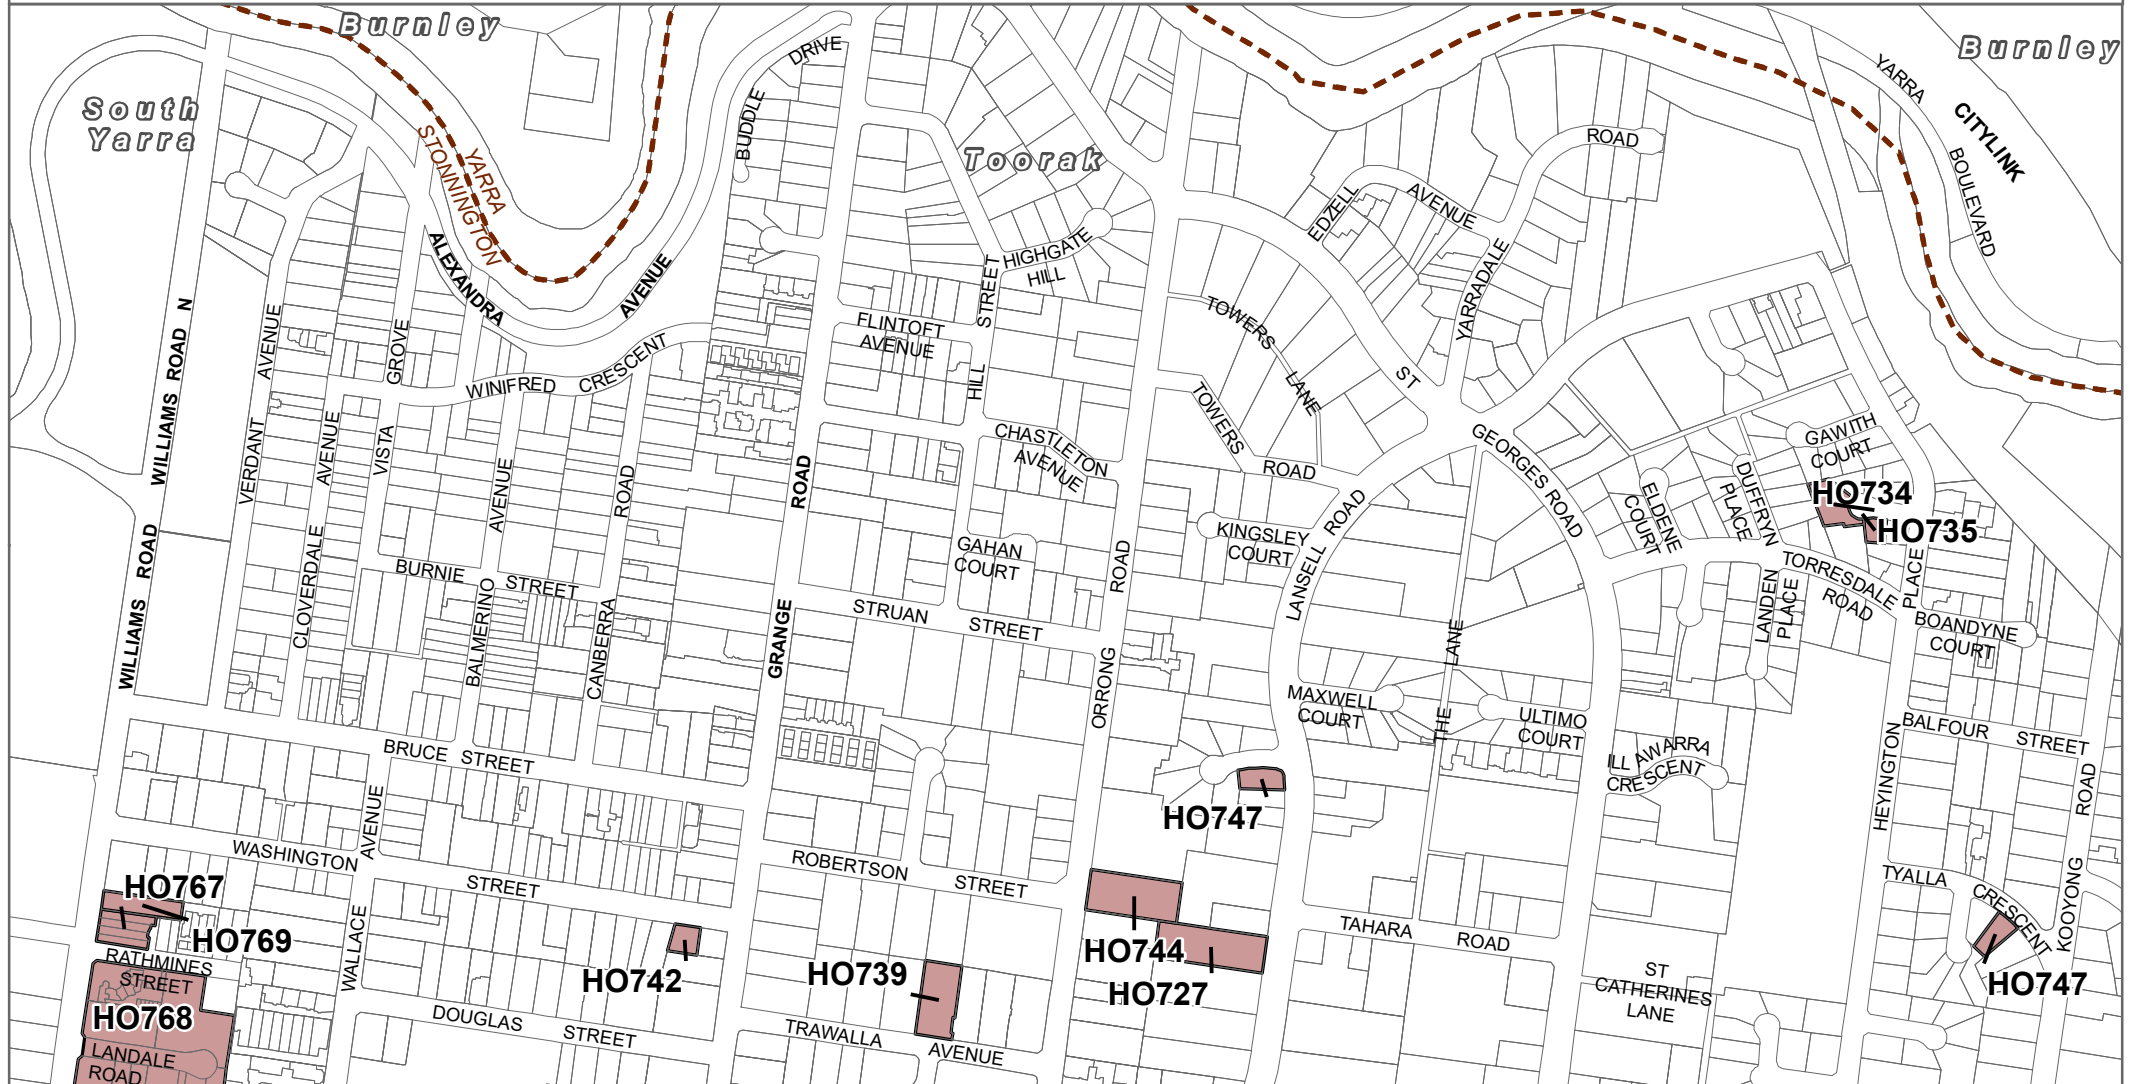 Burnley
Burnley
South
Yarra
Toorak
DRIVE
BUDDLE
YARRA
STONNINGTON
ALEXANDRA
AVENUE
YARRA
BOULEVARD
CITYLINK
ROAD
EDZELL
AVENUE
YARRADALE
HIGHGATE
HILL
STREET
HILL
FLINTOFT
AVENUE
TOWERS
LANE
ST
GEORGES ROAD
TOWERS
ROAD
WILLIAMS ROAD N
WILLIAMS ROAD
VERDANT
AVENUE
CLOVERDALE
AVENUE
VISTA
GROVE
WINIFRED CRESCENT
BALMERINO
AVENUE
CANBERRA
ROAD
GRANGE
ROAD
CHASTLETON
AVENUE
GAHAN
COURT
KINGSLEY
COURT
LANSELL ROAD
ORRONG
ROAD
GAWITH
COURT
HO734
HO735
DUFFRYN
PLACE
ELDENE
COURT
TORRESDALE
ROAD
LANDEN
PLACE
HEYINGTON
PLACE
BOANDYNE
COURT
BURNIE STREET
STRUAN STREET
THE LANE
MAXWELL
COURT
ULTIMO
COURT
ILLAWARRA
CRESCENT
BALFOUR STREET
KOOYONG
ROAD
BRUCE STREET
HO747
WALLACE
AVENUE
WASHINGTON STREET
ROBERTSON STREET
TYALLA
CRESCENT
HO767
HO769
RATHMINES
STREET
HO768
LANDALE
ROAD
HO742
HO739
HO744
HO727
TAHARA ROAD
ST
CATHERINES
LANE
HO747
DOUGLAS STREET
TRAWALLA
AVENUE